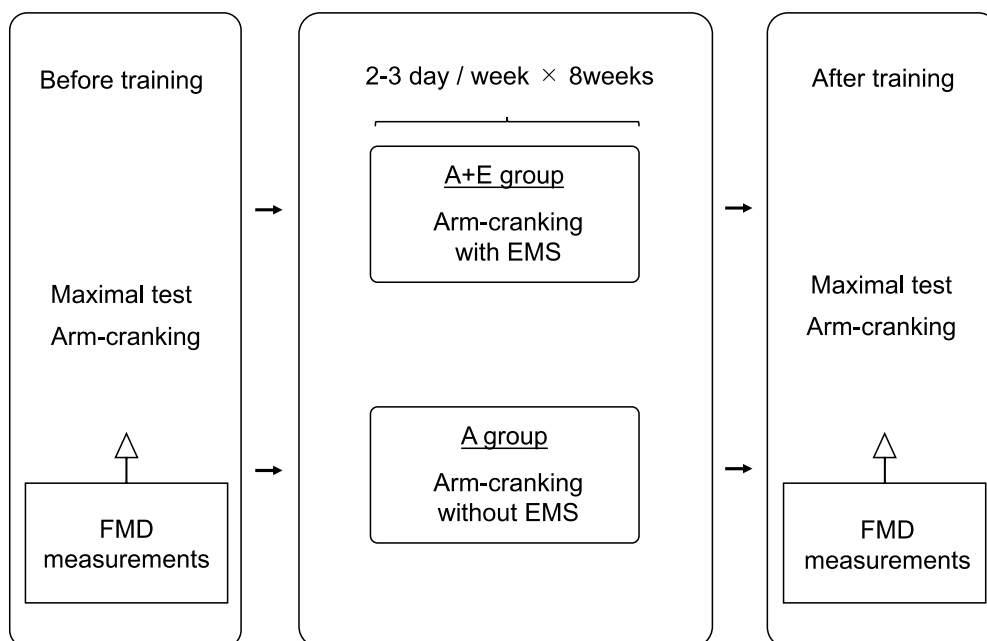 Before training
Maximal test
Arm-cranking
FMD
measurements
2-3 day / week × 8weeks
A+E group
Arm-cranking
with EMS
A group
Arm-cranking
without EMS
After training
Maximal test
Arm-cranking
FMD
measurements